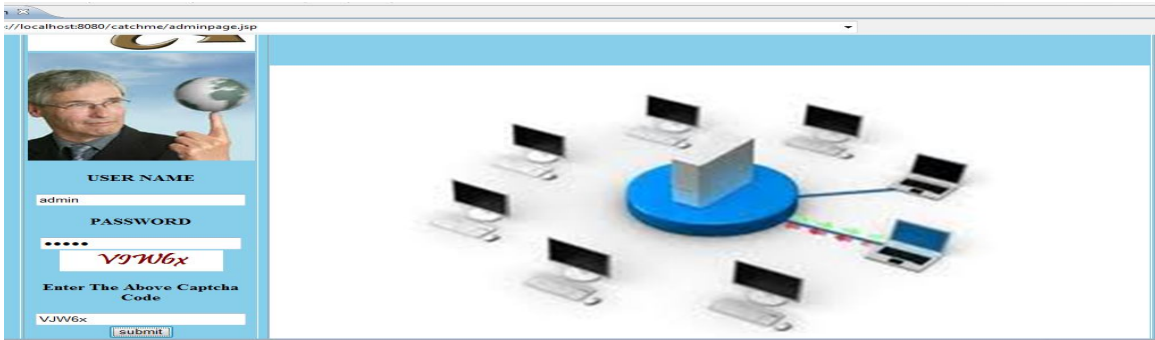 ://localhost:8080/catchme/adminpage.jsp
USER NAME
admin
PASSWORD
•••••
VJW6x
Enter The Above Captcha
Code
VJW6x
submit